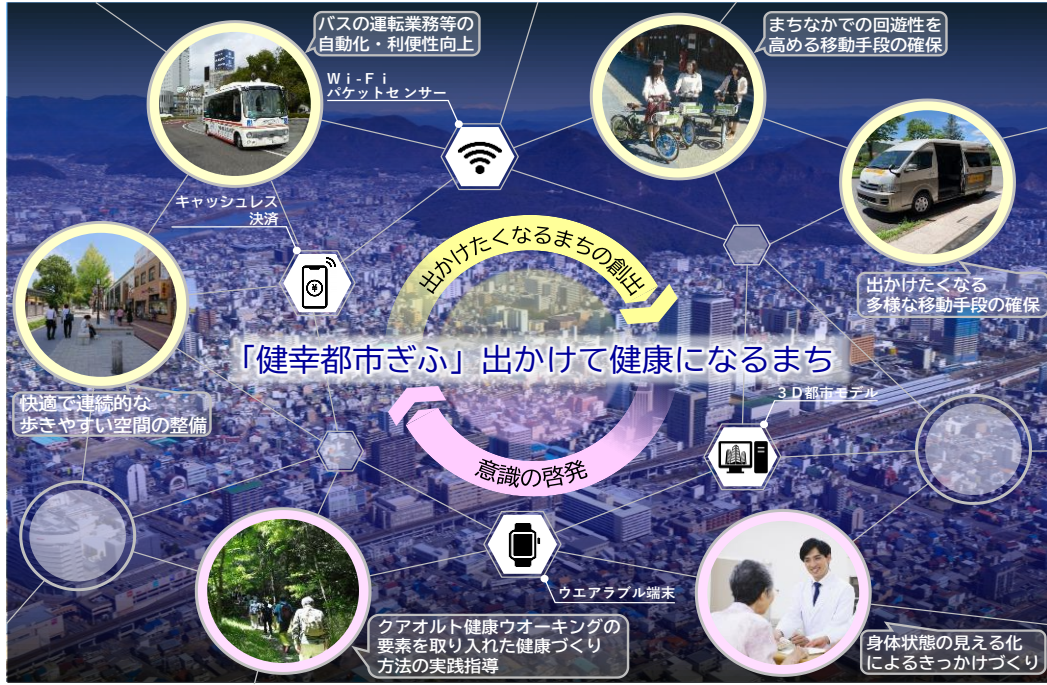 バスの運転業務等の
自動化・利便性向上
まちなかでの回遊性を
高める移動手段の確保
Ｗｉ-Ｆｉ
パケットセンサー
キャッシュレス
決済
¥
出かけたくなるまちの創出
出かけたくなる
多様な移動手段の確保
「健幸都市ぎふ」出かけて健康になるまち
快適で連続的な
歩きやすい空間の整備
３Ｄ都市モデル
意識の啓発
ウエアラブル端末
クアオルト健康ウオーキングの
要素を取り入れた健康づくり
方法の実践指導
身体状態の見える化
によるきっかけづくり